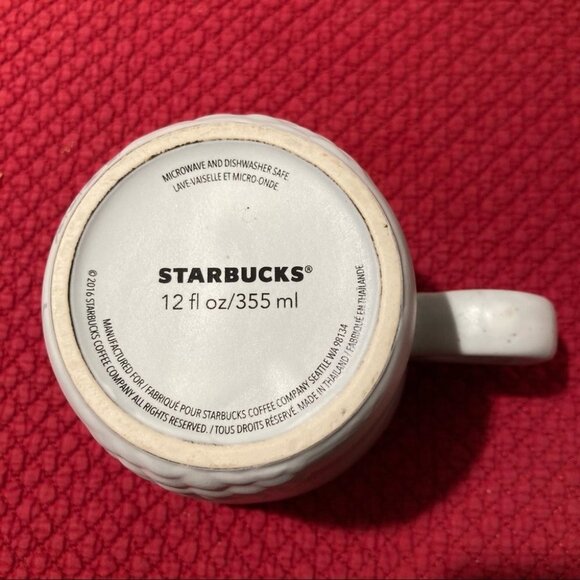 MICROWAVE AND DISHWASHER SAFE.
LAVE-VAISELLE ET MICRO-ONDE.
STARBUCKS®
12 fl oz/355 ml
MANUFACTURED FOR / FABRIQUÉ POUR STARBUCKS COFFEE COMPANY SEATTLE WA 98134
© 2016 STARBUCKS COFFEE COMPANY ALL RIGHTS RESERVED. / TOUS DROITS RÉSERVÉ. MADE IN THAILAND / FABRIQUÉ EN THAÏLANDE.